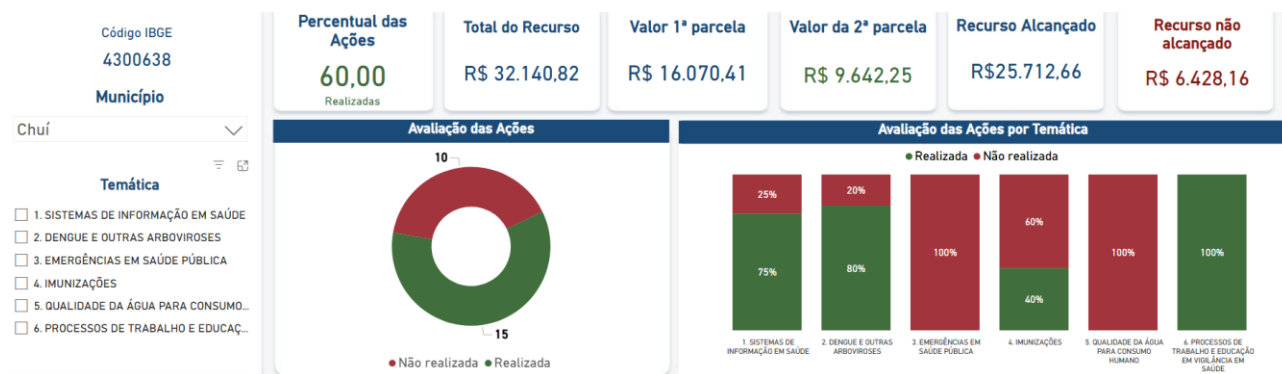 Código IBGE
4300638
Município
Chuí
Temática
1. SISTEMAS DE INFORMAÇÃO EM SAÚDE
2. DENGUE E OUTRAS ARBOVIROSES
3. EMERGÊNCIAS EM SAÚDE PÚBLICA
4. IMUNIZAÇÕES
5. QUALIDADE DA ÁGUA PARA CONSUMO...
6. PROCESSOS DE TRABALHO E EDUCAÇ...
Percentual das
Ações
60,00
Realizadas
Total do Recurso
R$ 32.140,82
Valor 1ª parcela
R$ 16.070,41
Valor da 2ª parcela
R$ 9.642,25
Recurso Alcançado
R$25.712,66
Recurso não
alcançado
R$ 6.428,16
Avaliação das Ações
10
15
Não realizada Realizada
Avaliação das Ações por Temática
Realizada Não realizada
25%
75%
20%
80%
100%
60%
40%
100%
100%
1. SISTEMAS DE
INFORMAÇÃO EM SAÚDE
2. DENGUE E OUTRAS
ARBOVIROSES
3. EMERGÊNCIAS EM
SAÚDE PÚBLICA
4. IMUNIZAÇÕES
5. QUALIDADE DA ÁGUA
PARA CONSUMO
HUMANO
6. PROCESSOS DE
TRABALHO E EDUCAÇÃO
EM VIGILÂNCIA EM
SAÚDE